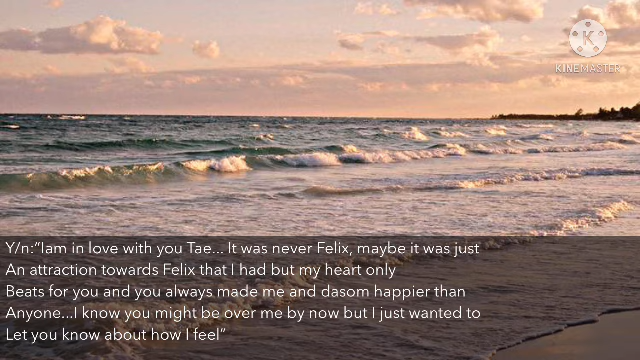 K
KINEMASTER
Y/n:“Iam in love with you Tae... It was never Felix, maybe it was just
An attraction towards Felix that I had but my heart only
Beats for you and you always made me and dasom happier than
Anyone...I know you might be over me by now but I just wanted to
Let you know about how I feel”